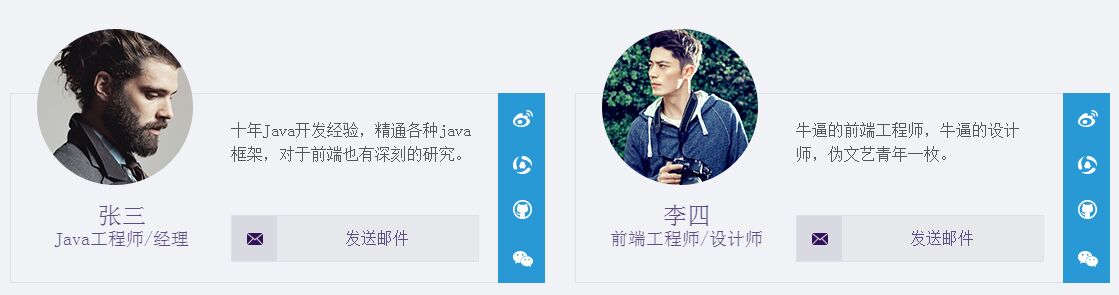 十年Java开发经验，精通各种java
框架，对于前端也有深刻的研究。
张三
Java工程师/经理
发送邮件
牛逼的前端工程师，牛逼的设计
师，伪文艺青年一枚。
李四
前端工程师/设计师
发送邮件